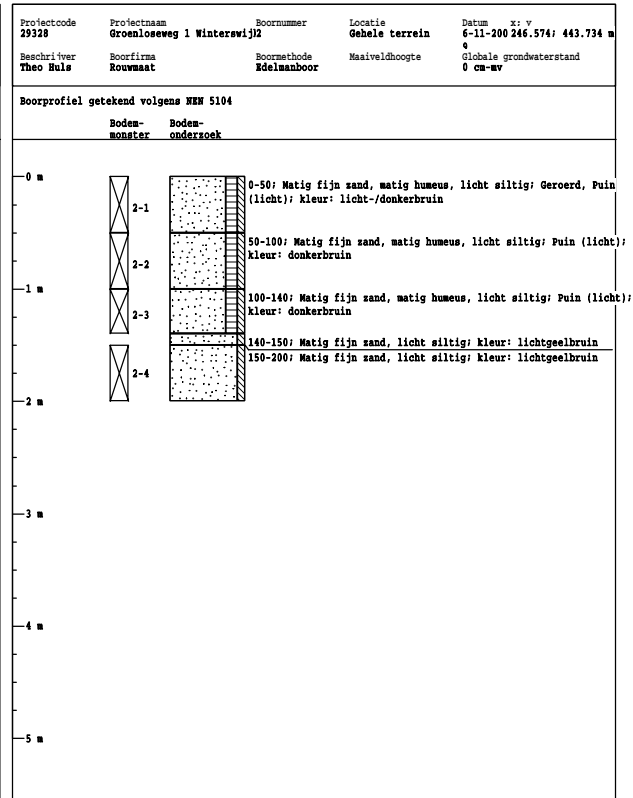 Projectcode Projectnaam Boornummer Locatie Datum x: y
29328 Groenloseweg 1 Winterswij 2 Gehele terrein 6-11-200 246.574; 443.734 m
9
Beschrijver Boorfirma Boormethode Maaiveldhoogte Globale grondwaterstand
Theo Huls Rouwmaat Edelmanboor 0 cm-mv
Boorprofiel getekend volgens NEN 5104
Bodem- Bodem-
monster onderzoek
0 m
0-50; Matig fijn zand, matig humeus, licht siltig; Geroerd, Puin
2-1 (licht); kleur: licht-/donkerbruin
50-100; Matig fijn zand, matig humeus, licht siltig; Puin (licht);
2-2 kleur: donkerbruin
1 m
100-140; Matig fijn zand, matig humeus, licht siltig; Puin (licht);
2-3 kleur: donkerbruin
140-150; Matig fijn zand, licht siltig; kleur: lichtgeelbruin
150-200; Matig fijn zand, licht siltig; kleur: lichtgeelbruin
2-4
2 m
3 m
4 m
5 m